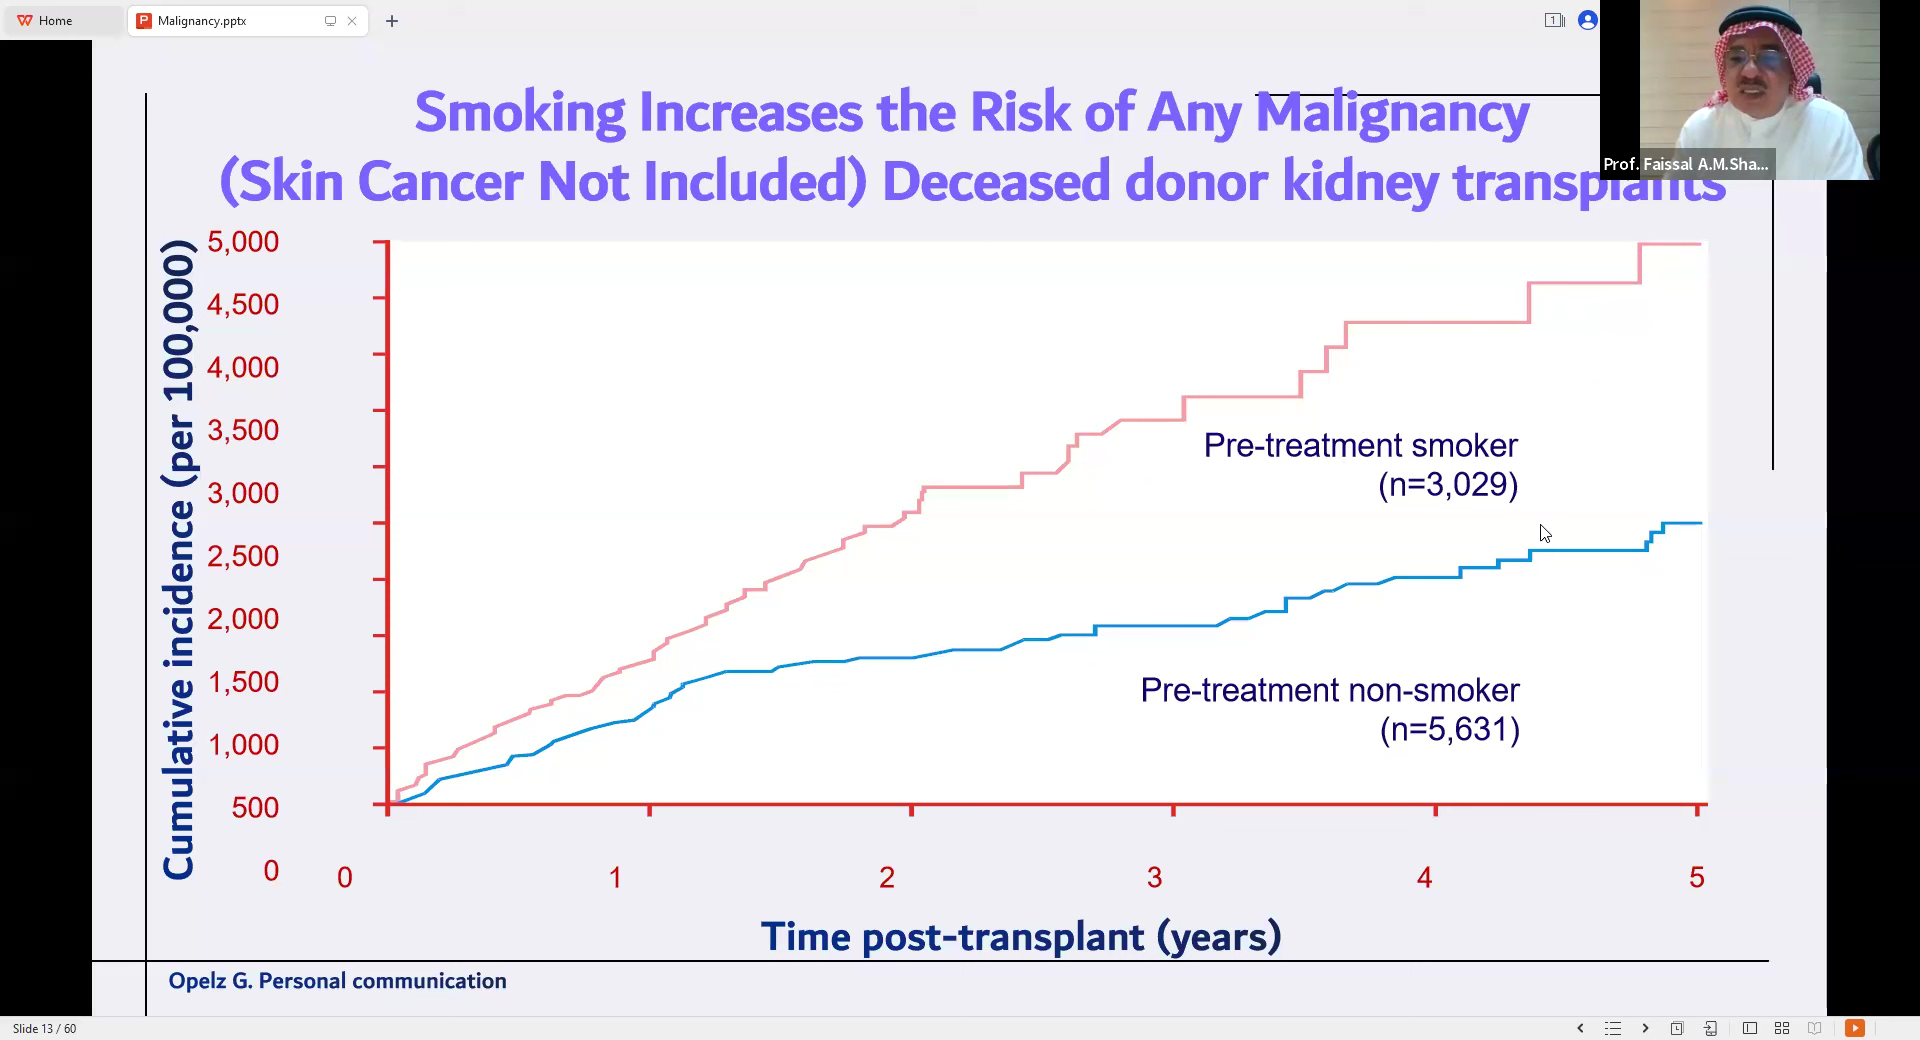 Home
Malignancy.pptx
1
Smoking Increases the Risk of Any Malignancy
(Skin Cancer Not Included) Deceased donor kidney transplants
Prof. Faissal A.M.Sha...
Cumulative incidence (per 100,000)
5,000
4,500
4,000
3,500
3,000
2,500
2,000
1,500
1,000
500
0
Pre-treatment smoker
(n=3,029)
Pre-treatment non-smoker
(n=5,631)
0 1 2 3 4 5
Time post-transplant (years)
Opelz G. Personal communication
Slide 13 / 60